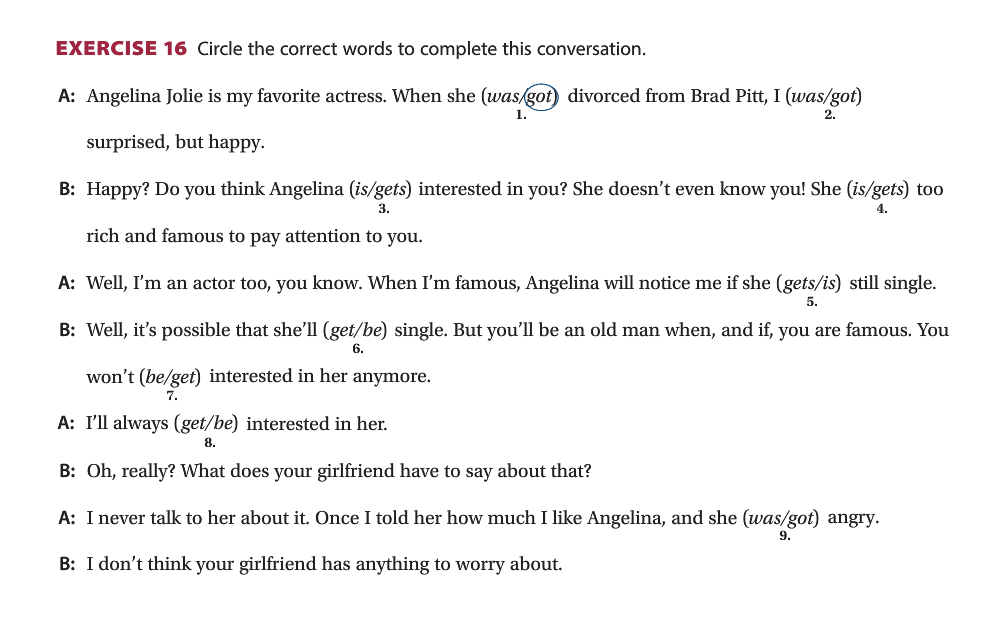 EXERCISE 16 Circle the correct words to complete this conversation.
A: Angelina Jolie is my favorite actress. When she (was/got) divorced from Brad Pitt, I (was/got)
1. 2.
surprised, but happy.
B: Happy? Do you think Angelina (is/gets) interested in you? She doesn't even know you! She (is/gets) too
3. 4.
rich and famous to pay attention to you.
A: Well, I'm an actor too, you know. When I'm famous, Angelina will notice me if she (gets/is) still single.
5.
B: Well, it's possible that she'll (get/be) single. But you'll be an old man when, and if, you are famous. You
6.
won't (be/get) interested in her anymore.
7.
A: I'll always (get/be) interested in her.
8.
B: Oh, really? What does your girlfriend have to say about that?
A: I never talk to her about it. Once I told her how much I like Angelina, and she (was/got) angry.
9.
B: I don't think your girlfriend has anything to worry about.